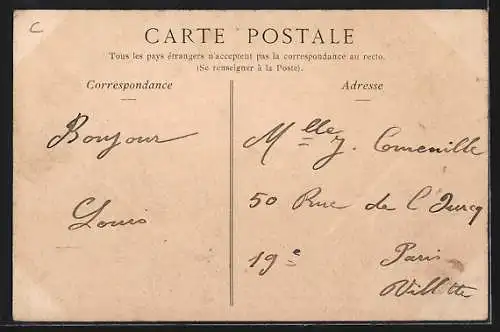 C
CARTE POSTALE
Tous les pays étrangers n'acceptent pas la correspondance au recto.
(Se renseigner à la Poste).
Correspondance
Adresse
Bonjour
Louis
Mlle J. Comenille
50 Rue de l'Ourcq
19e Paris
Villette